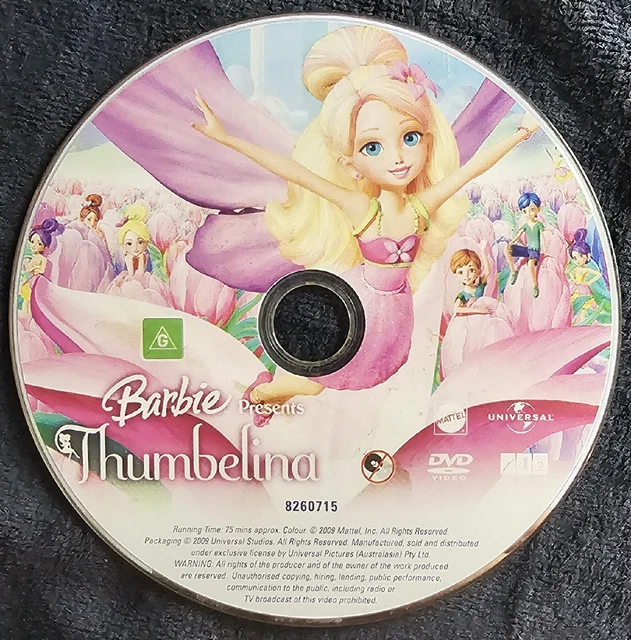 G
Barbie Presents
Thumbelina
MATTEL
UNIVERSAL
DVD
VIDEO
8260715
Running Time: 75 mins approx. Colour. © 2009 Mattel, Inc. All Rights Reserved.
Packaging © 2009 Universal Studios. All Rights Reserved. Manufactured, sold and distributed
under exclusive license by Universal Pictures (Australasia) Pty Ltd.
WARNING: All rights of the producer and of the owner of the work produced
are reserved. Unauthorised copying, hiring, lending, public performance,
communication to the public, including radio or
TV broadcast of this video prohibited.